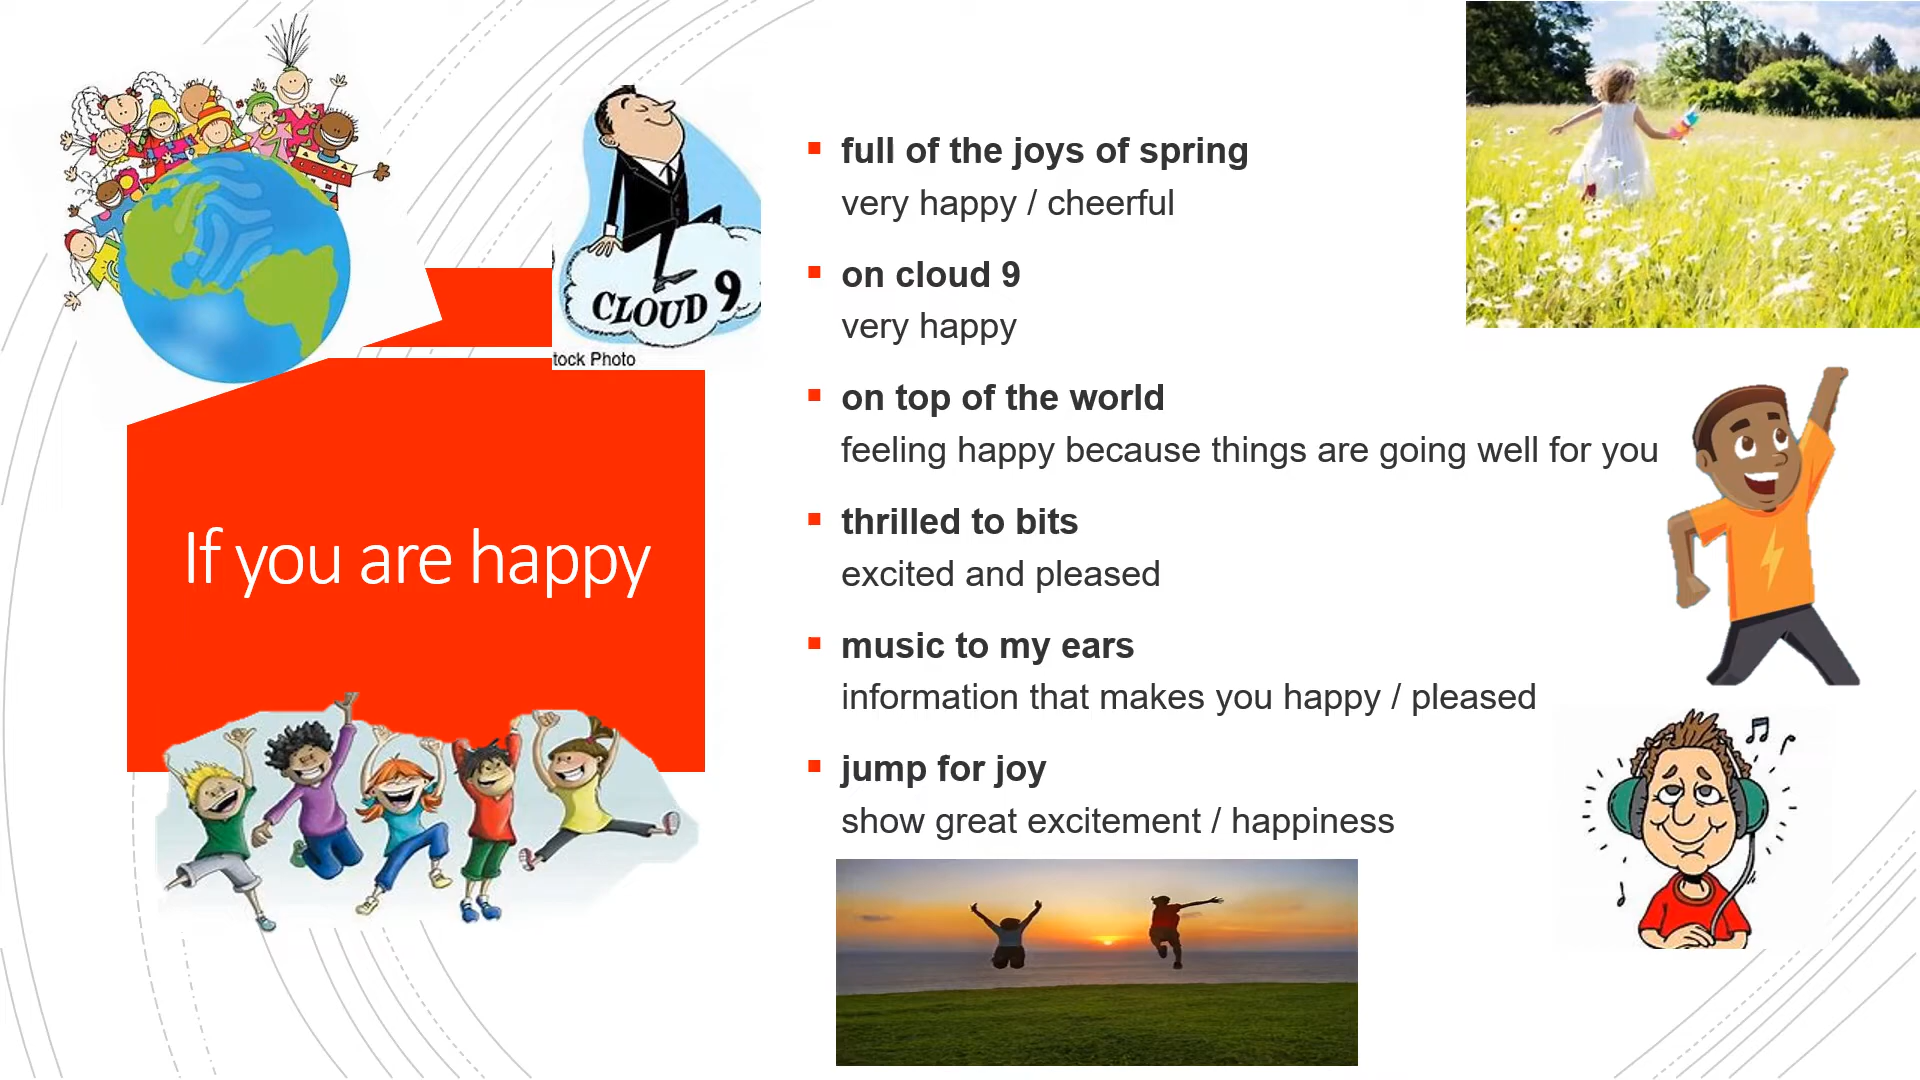 CLOUD 9
tock Photo
If you are happy
full of the joys of spring
very happy / cheerful
on cloud 9
very happy
on top of the world
feeling happy because things are going well for you
thrilled to bits
excited and pleased
music to my ears
information that makes you happy / pleased
jump for joy
show great excitement / happiness